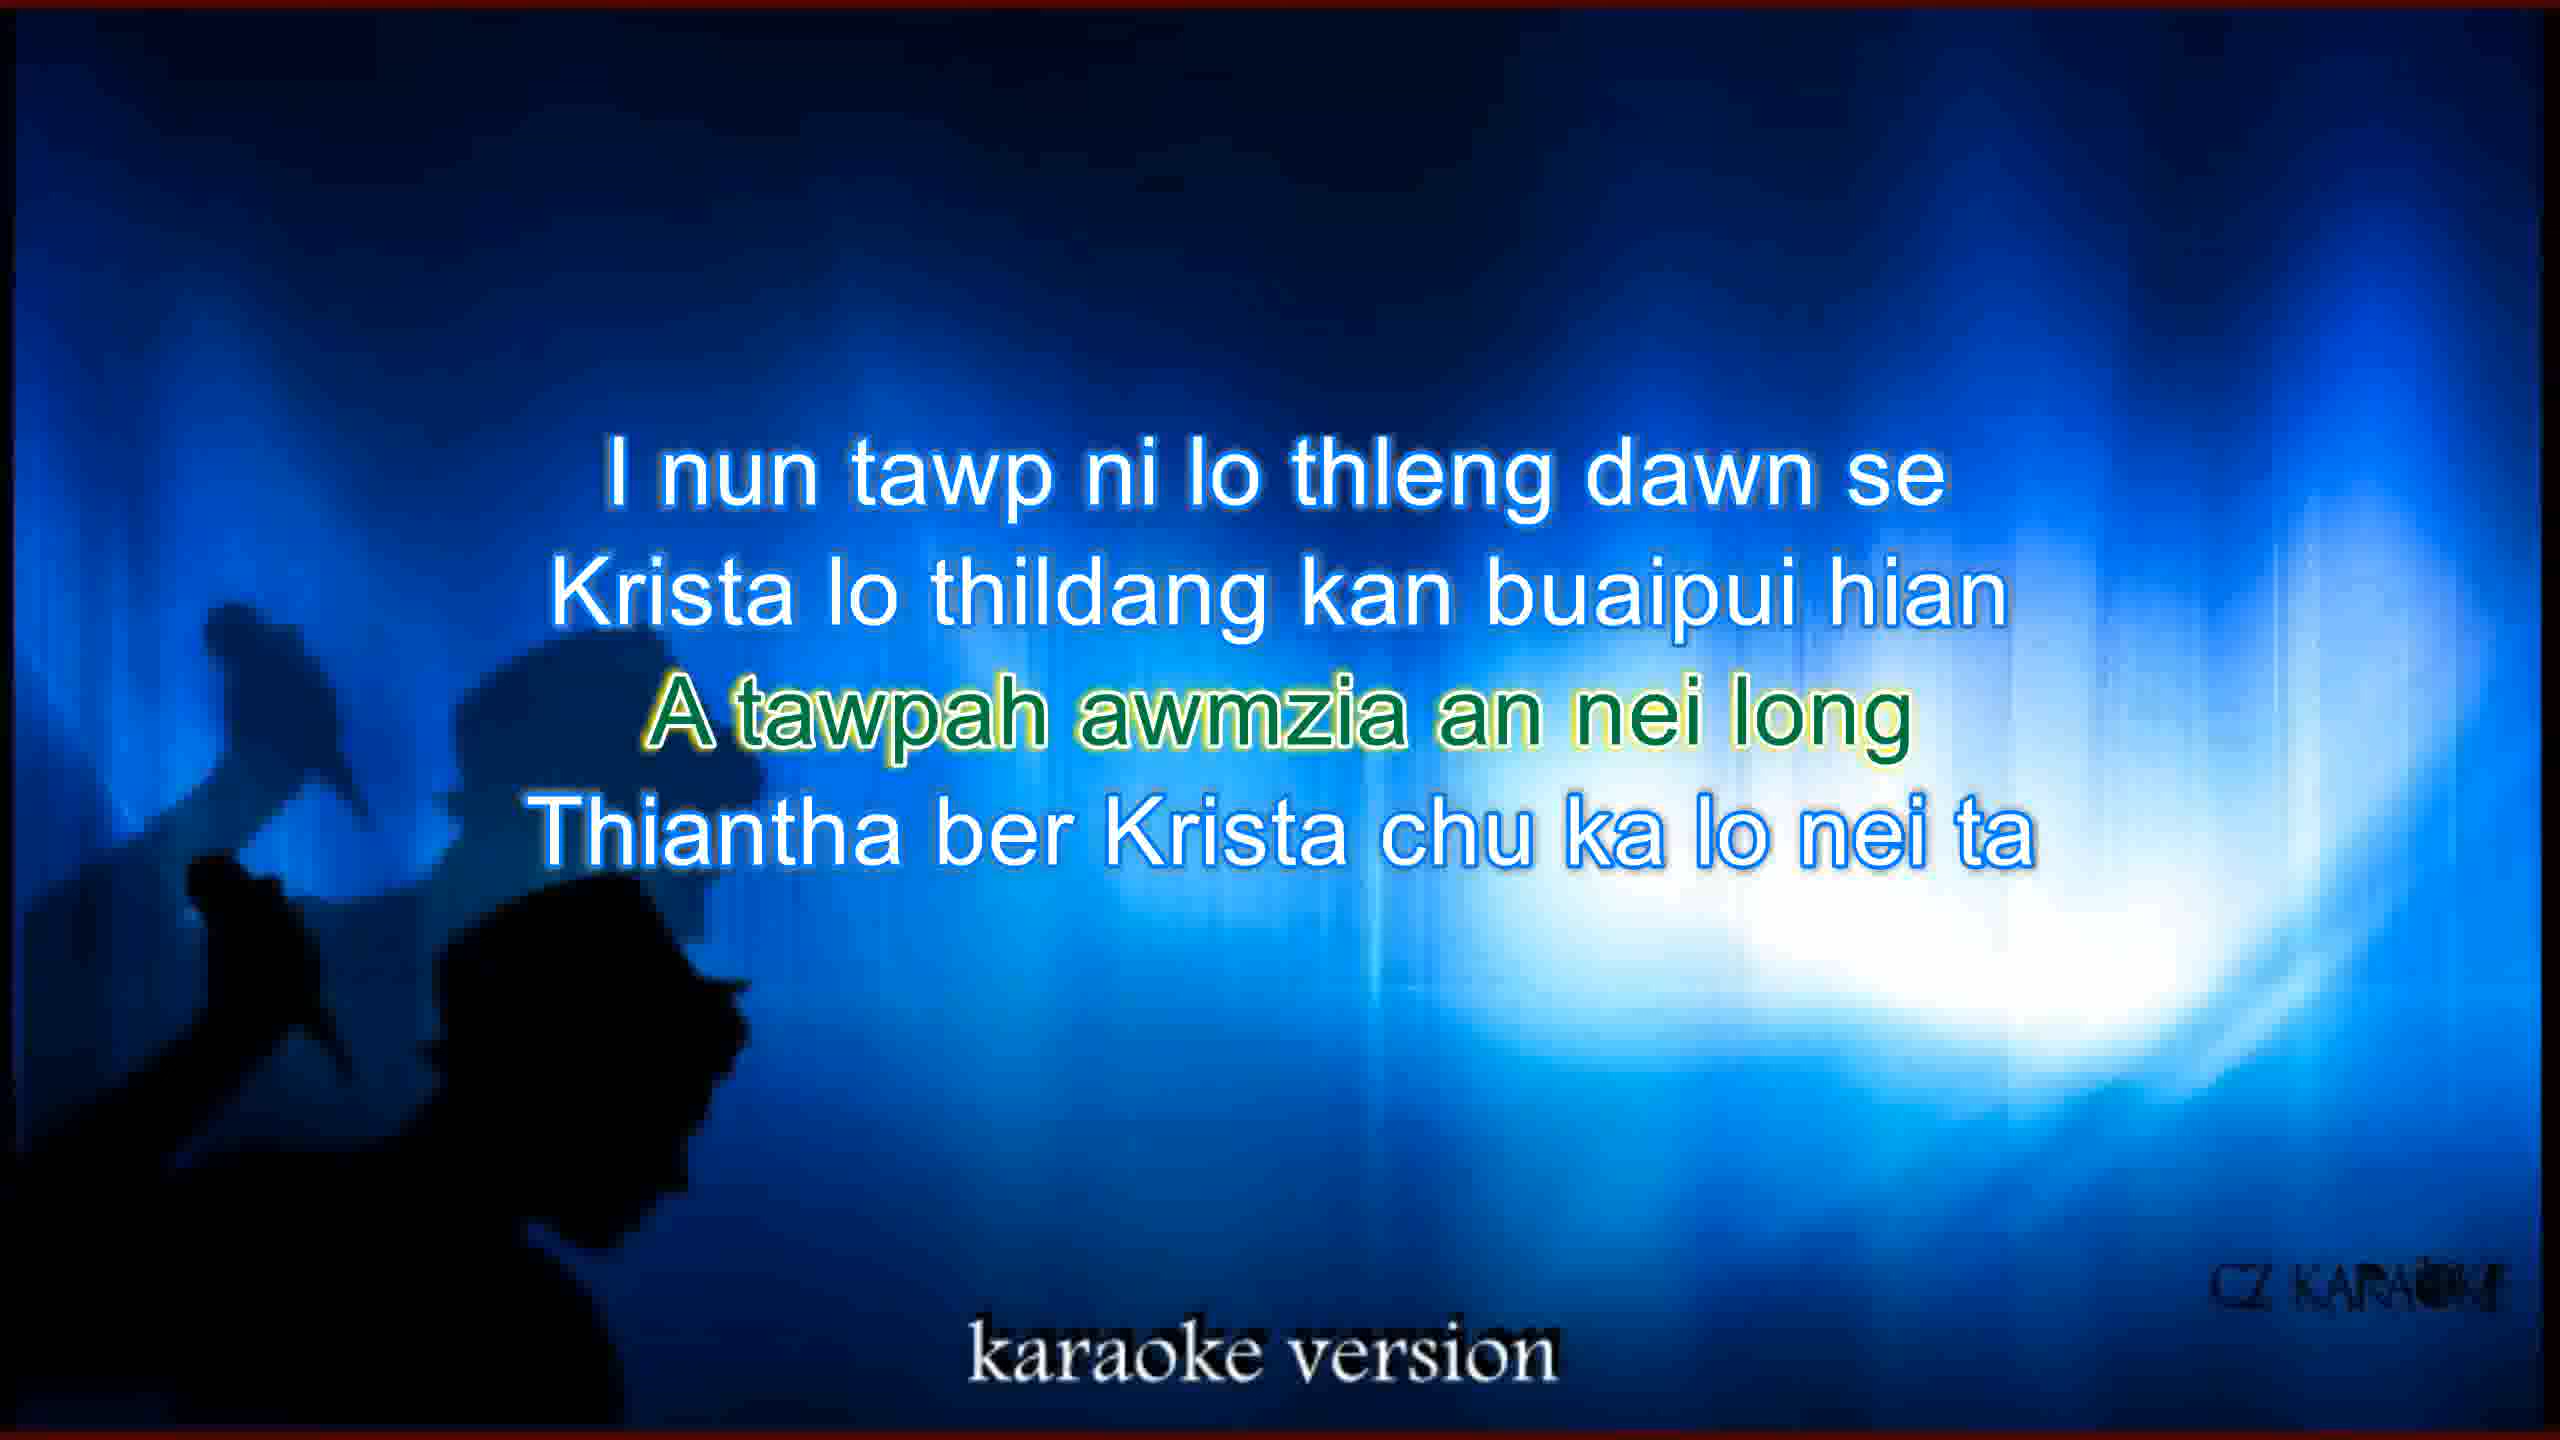 I nun tawp ni lo thleng dawn se
Krista lo thildang kan buaipui hian
A tawpah awmzia an nei long
Thiantha ber Krista chu ka lo nei ta
CZ KARAOKE
karaoke version